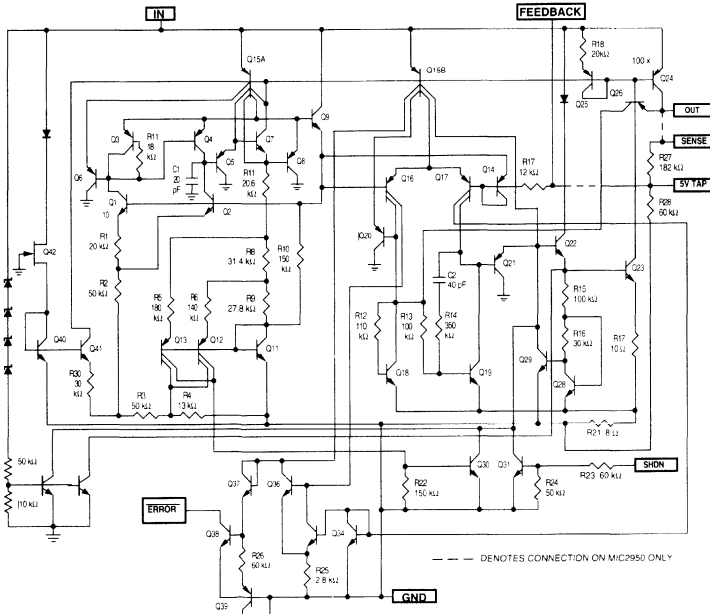 IN
FEEDBACK
R18
20kΩ
100 x
Q15A
Q15B
Q24
Q25
Q26
OUT
SENSE
R27
182 kΩ
5V TAP
R28
60 kΩ
Q3
R11
18
kΩ
Q4
Q9
Q7
Q5
Q8
Q6
C1
20
pF
R11
20.6
kΩ
Q1
10
Q2
Q16
Q17
Q14
R17
12 kΩ
Q42
R1
20 kΩ
R2
50 kΩ
R8
31.4 kΩ
R10
150
kΩ
Q20
Q21
Q22
Q23
C2
40 pF
R5
180
kΩ
R6
140
kΩ
R9
27.8 kΩ
R12
110
kΩ
R13
100
kΩ
R14
350
kΩ
R15
100 kΩ
R16
30 kΩ
R17
10 Ω
Q40
Q41
Q13
Q12
Q11
Q18
Q19
Q29
Q28
R30
30
kΩ
R3
50 kΩ
R4
13 kΩ
R21 8 Ω
50 kΩ
10 kΩ
Q37
Q36
R22
150 kΩ
Q30
Q31
R24
50 kΩ
R23 60 kΩ
SHDN
ERROR
Q38
Q34
R26
60 kΩ
R25
2.8 kΩ
Q39
GND
DENOTES CONNECTION ON MIC2950 ONLY